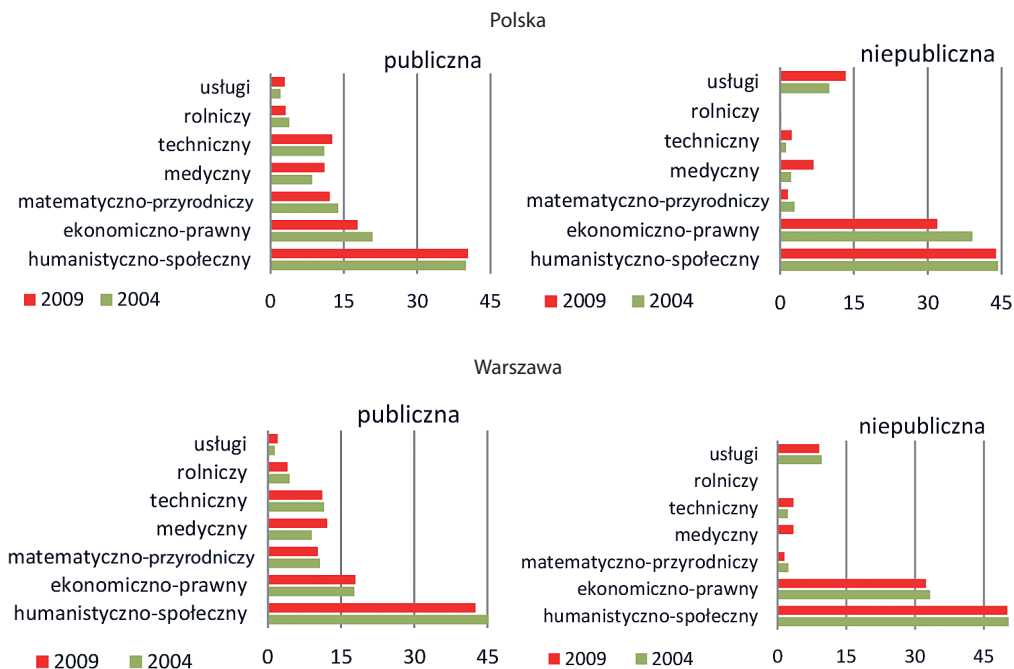 Polska
publiczna
usługi
rolniczy
techniczny
medyczny
matematyczno-przyrodniczy
ekonomiczno-prawny
humanistyczno-społeczny
0 15 30 45
2009 2004
niepubliczna
usługi
rolniczy
techniczny
medyczny
matematyczno-przyrodniczy
ekonomiczno-prawny
humanistyczno-społeczny
0 15 30 45
2009 2004
Warszawa
publiczna
usługi
rolniczy
techniczny
medyczny
matematyczno-przyrodniczy
ekonomiczno-prawny
humanistyczno-społeczny
0 15 30 45
2009 2004
niepubliczna
usługi
rolniczy
techniczny
medyczny
matematyczno-przyrodniczy
ekonomiczno-prawny
humanistyczno-społeczny
0 15 30 45
2009 2004